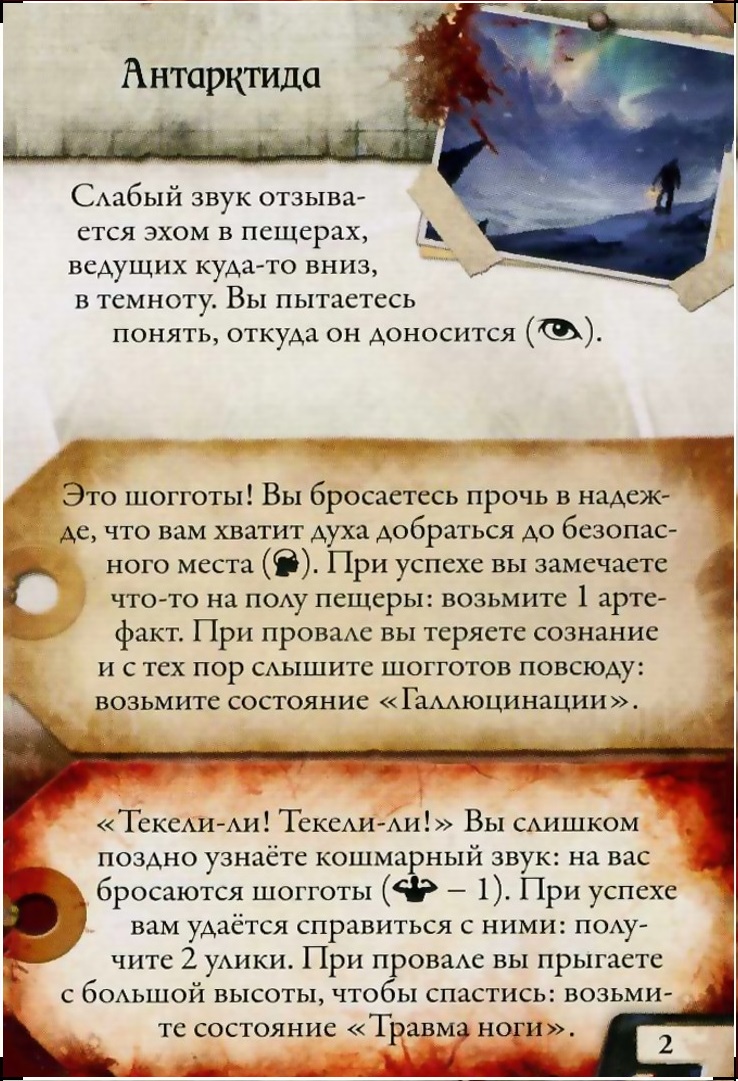 Антарктида
Слабый звук отзыва-
ется эхом в пещерах,
ведущих куда-то вниз,
в темноту. Вы пытаетесь
понять, откуда он доносится ( ).
Это шогготы! Вы бросаетесь прочь в надеж-
де, что вам хватит духа добраться до безопас-
ного места ( ). При успехе вы замечаете
что-то на полу пещеры: возьмите 1 арте-
факт. При провале вы теряете сознание
и с тех пор слышите шогготов повсюду:
возьмите состояние «Галлюцинации».
«Текели-ли! Текели-ли!» Вы слишком
поздно узнаёте кошмарный звук: на вас
бросаются шогготы ( – 1). При успехе
вам удаётся справиться с ними: полу-
чите 2 улики. При провале вы прыгаете
с большой высоты, чтобы спастись: возьми-
те состояние «Травма ноги».
2